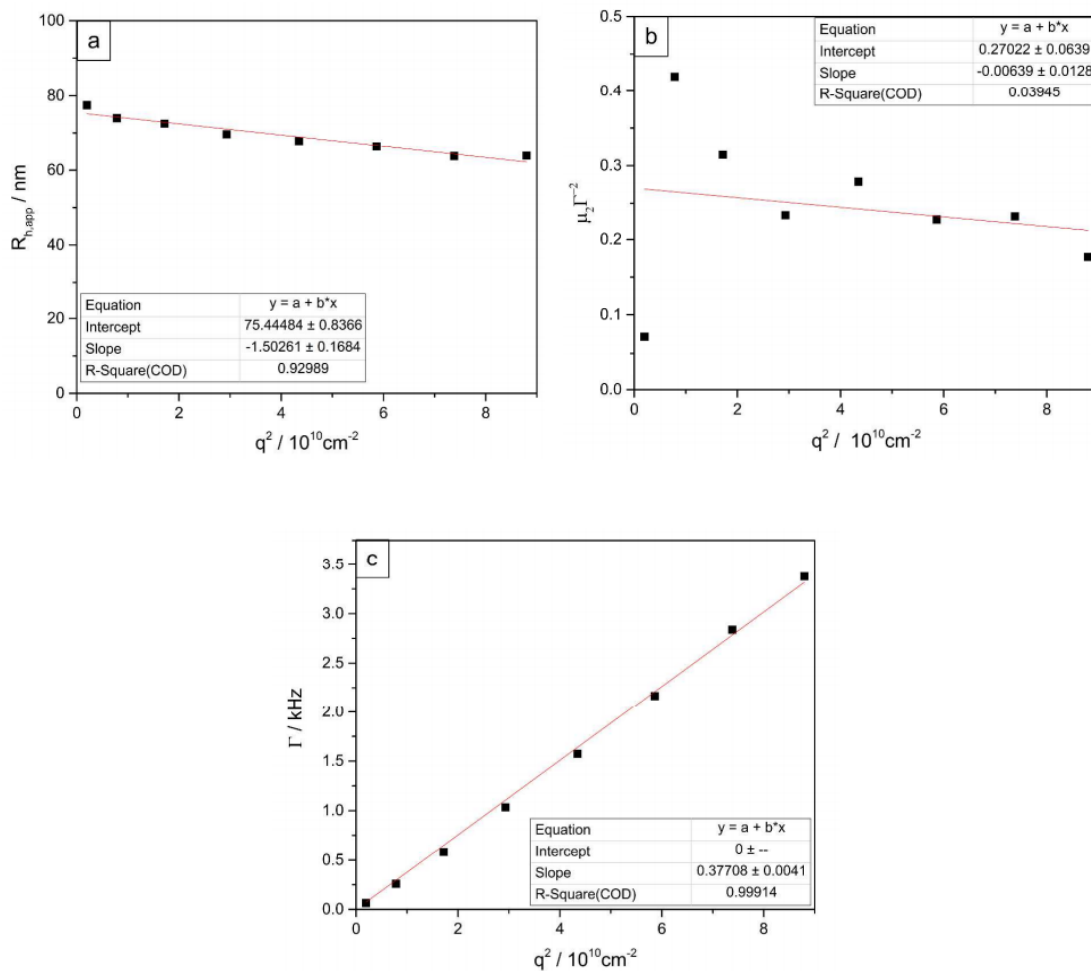 a
100
80
60
40
20
0
R_h,app / nm
Equation y = a + b*x
Intercept 75.44484 ± 0.8366
Slope -1.50261 ± 0.1684
R-Square(COD) 0.92989
0 2 4 6 8
q² / 10¹⁰cm⁻²
b
0.5
0.4
0.3
0.2
0.1
0.0
μ₂Γ⁻²
Equation y = a + b*x
Intercept 0.27022 ± 0.0639
Slope -0.00639 ± 0.0128
R-Square(COD) 0.03945
0 2 4 6 8
q² / 10¹⁰cm⁻²
c
3.5
3.0
2.5
2.0
1.5
1.0
0.5
0.0
Γ / kHz
Equation y = a + b*x
Intercept 0 ± --
Slope 0.37708 ± 0.0041
R-Square(COD) 0.99914
0 2 4 6 8
q² / 10¹⁰cm⁻²